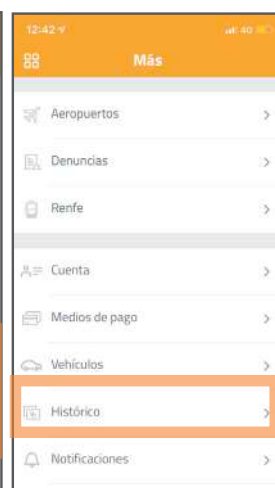 12:42
Más
Aeropuertos
Denuncias
Renfe
Cuenta
Medios de pago
Vehículos
Histórico
Notificaciones